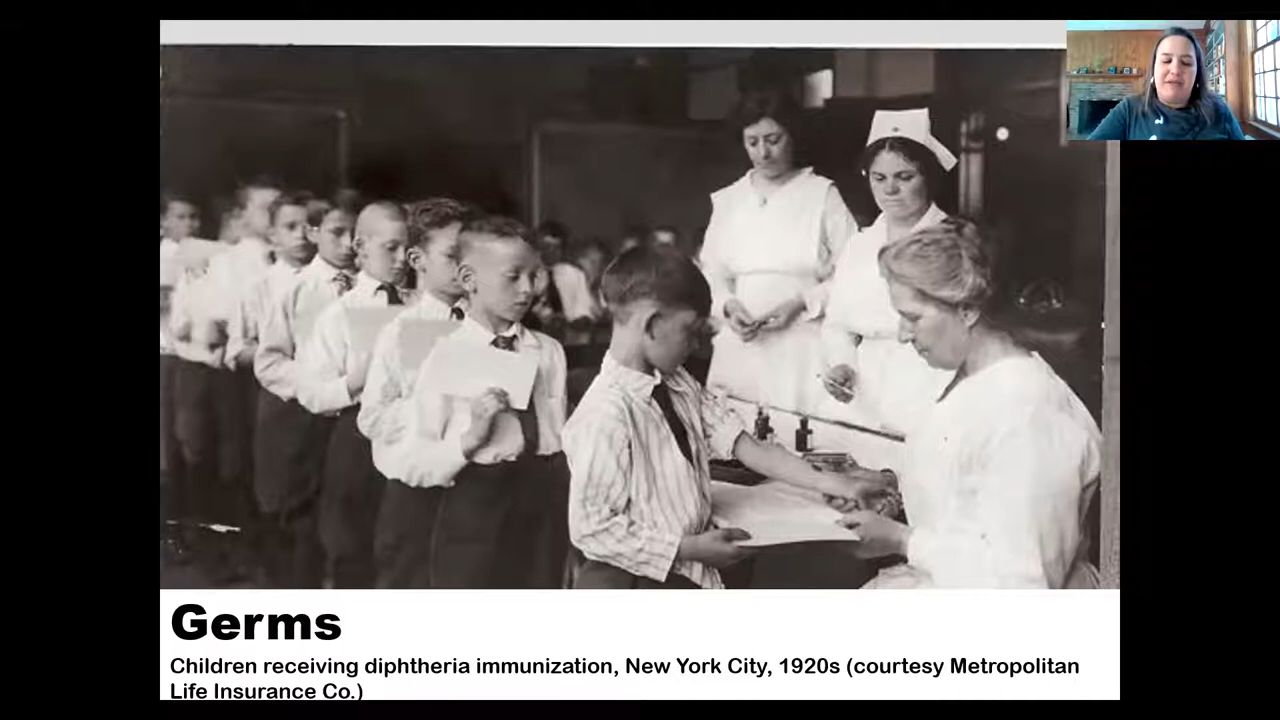 Germs
Children receiving diphtheria immunization, New York City, 1920s (courtesy Metropolitan
Life Insurance Co.)